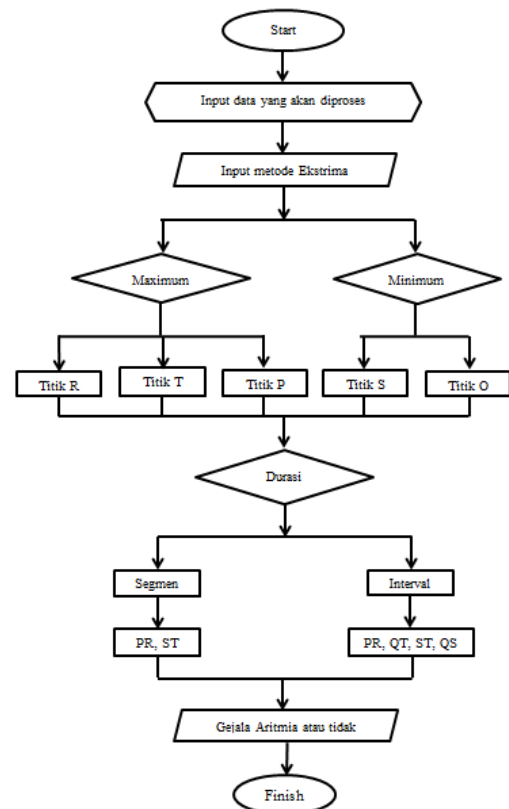 Start
Input data yang akan diproses
Input metode Ekstrima
Maximum
Minimum
Titik R
Titik T
Titik P
Titik S
Titik O
Durasi
Segmen
Interval
PR, ST
PR, QT, ST, QS
Gejala Aritmia atau tidak
Finish